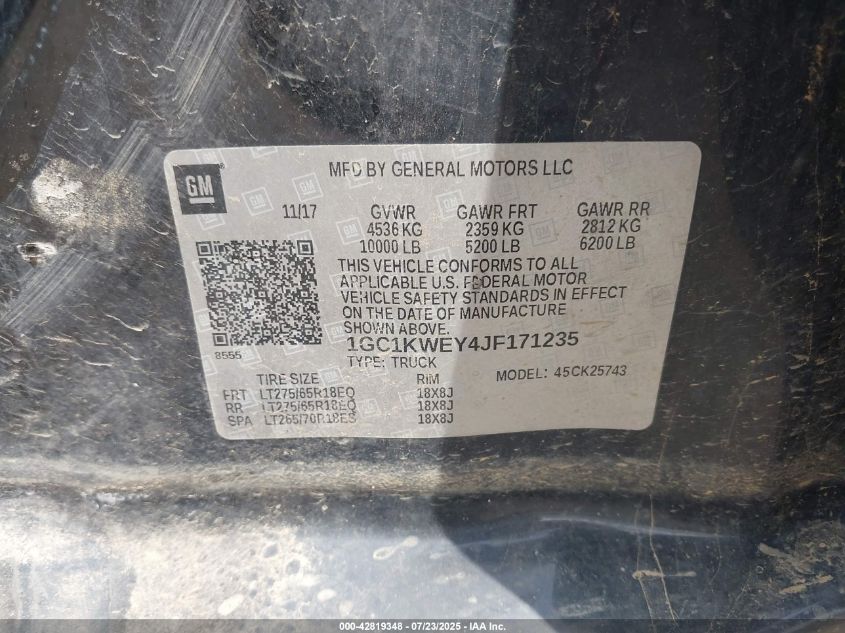 MFD BY GENERAL MOTORS LLC
GM
11/17 GVWR GAWR FRT GAWR RR
4536 KG 2359 KG 2812 KG
10000 LB 5200 LB 6200 LB
THIS VEHICLE CONFORMS TO ALL
APPLICABLE U.S. FEDERAL MOTOR
VEHICLE SAFETY STANDARDS IN EFFECT
ON THE DATE OF MANUFACTURE
SHOWN ABOVE.
8555
1GC1KWEY4JF171235
TYPE: TRUCK
MODEL: 45CK25743
TIRE SIZE RIM
FRT LT275/65R18EQ 18X8J
RR LT275/65R18EQ 18X8J
SPA LT265/70R18ES 18X8J
000-42819348 - 07/23/2025 - IAA Inc.